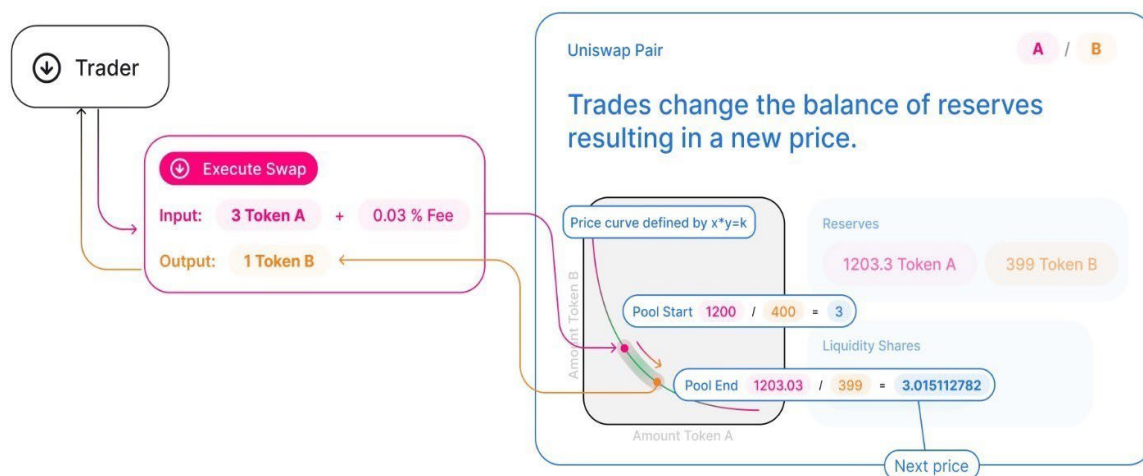 Trader
Execute Swap
Input: 3 Token A + 0.03 % Fee
Output: 1 Token B
Uniswap Pair
A / B
Trades change the balance of reserves
resulting in a new price.
Price curve defined by x*y=k
Amount Token B
Amount Token A
Reserves
1203.3 Token A 399 Token B
Pool Start 1200 / 400 = 3
Liquidity Shares
Pool End 1203.03 / 399 = 3.015112782
Next price